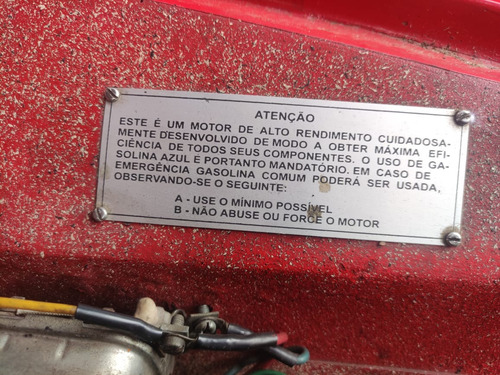 ATENÇÃO
ESTE É UM MOTOR DE ALTO RENDIMENTO CUIDADOSA-
MENTE DESENVOLVIDO DE MODO A OBTER MÁXIMA EFI-
CIÊNCIA DE TODOS SEUS COMPONENTES. O USO DE GA-
SOLINA AZUL E PORTANTO MANDATÓRIO. EM CASO DE
EMERGÊNCIA GASOLINA COMUM PODERÁ SER USADA,
OBSERVANDO-SE O SEGUINTE:
A - USE O MÍNIMO POSSÍVEL
B - NÃO ABUSE OU FORCE O MOTOR